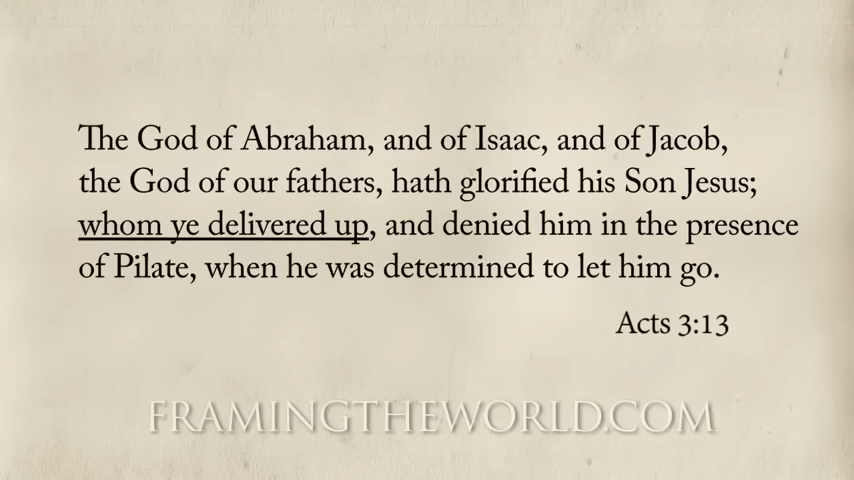 The God of Abraham, and of Isaac, and of Jacob,
the God of our fathers, hath glorified his Son Jesus;
whom ye delivered up, and denied him in the presence
of Pilate, when he was determined to let him go.
Acts 3:13
FRAMINGTHEWORLD.COM